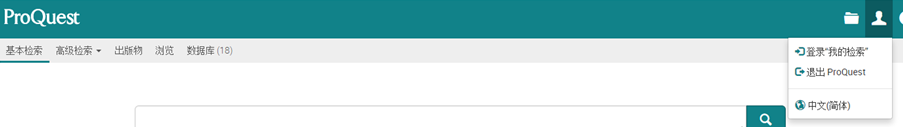 ProQuest
基本检索 高级检索 出版物 浏览 数据库 (18)
登录“我的检索”
退出 ProQuest
中文(简体)